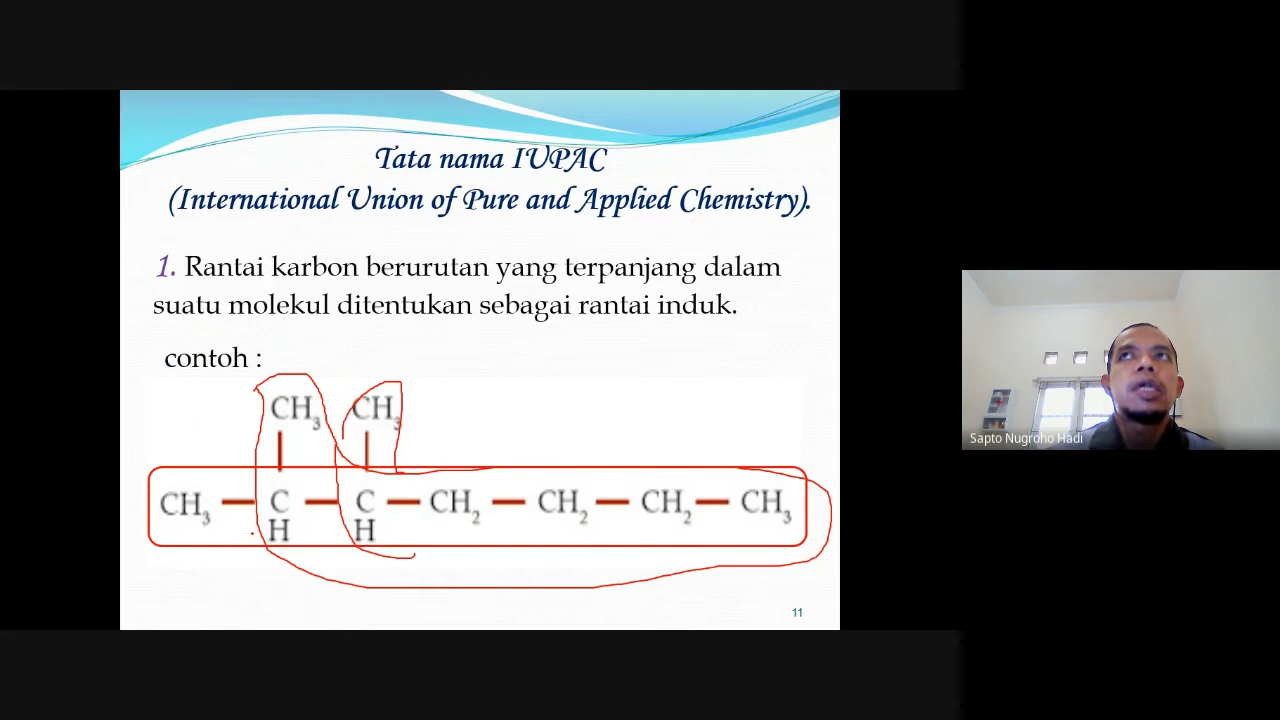 Tata nama IUPAC
(International Union of Pure and Applied Chemistry).
1. Rantai karbon berurutan yang terpanjang dalam
suatu molekul ditentukan sebagai rantai induk.
contoh :
CH₃ CH₃
CH₃ — C — C — CH₂ — CH₂ — CH₂ — CH₃
H H
11
Sapto Nugroho Hadi